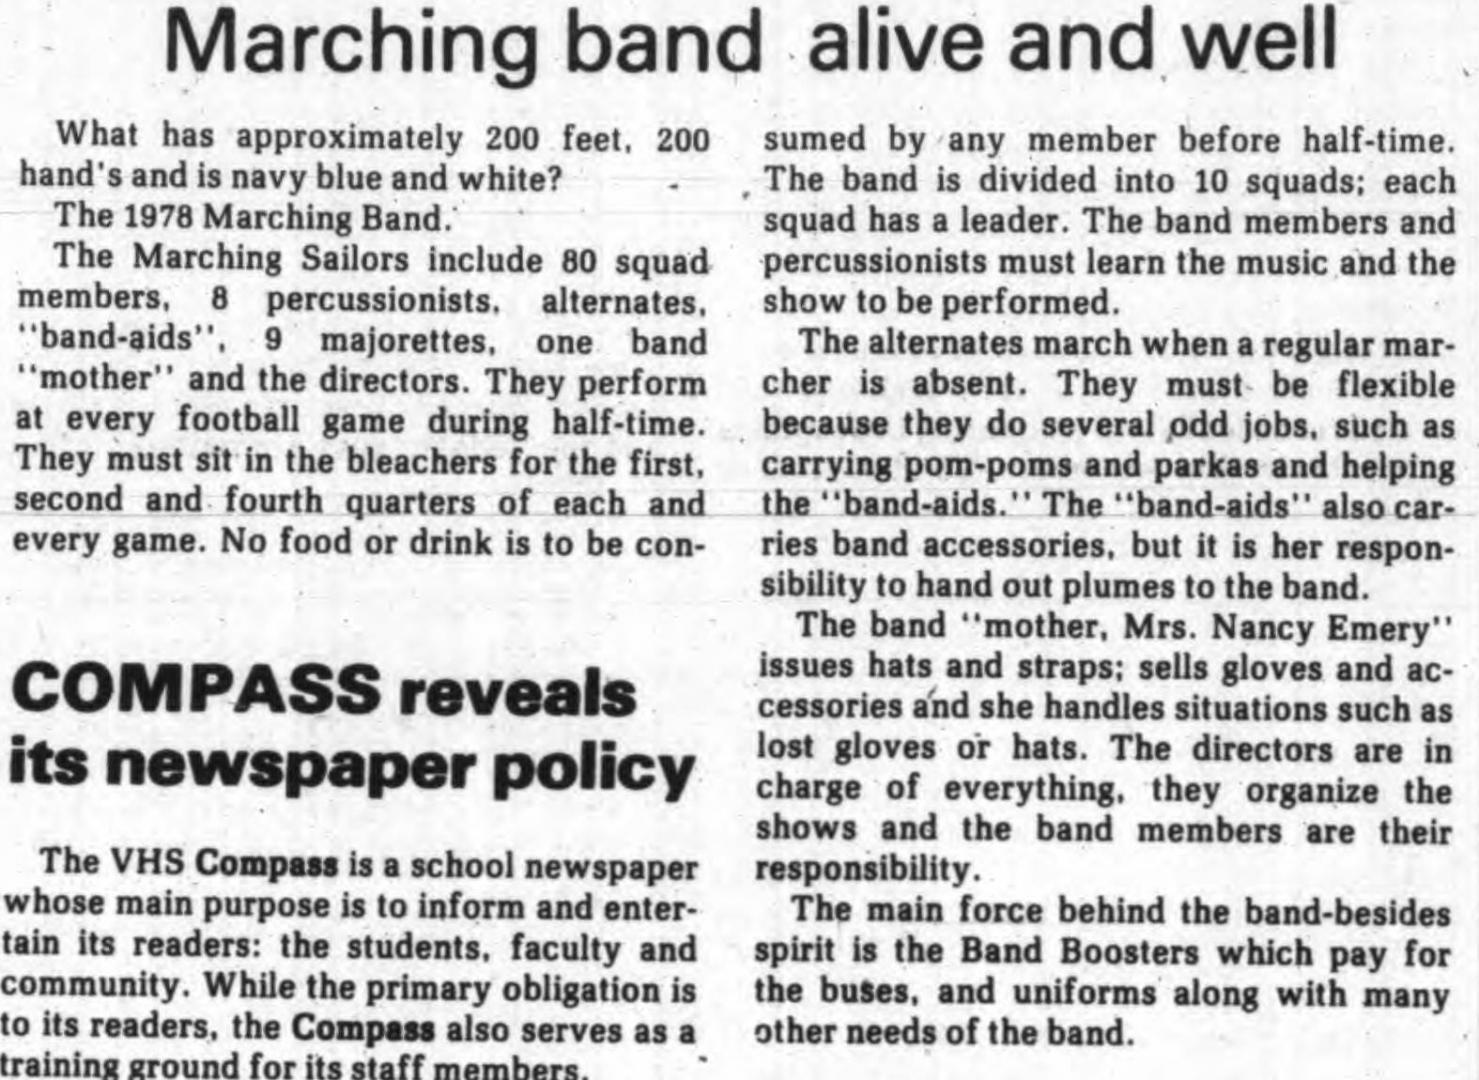 Marching band alive and well
What has approximately 200 feet, 200
hand's and is navy blue and white?
The 1978 Marching Band.
The Marching Sailors include 80 squad
members, 8 percussionists, alternates,
"band-aids", 9 majorettes, one band
"mother" and the directors. They perform
at every football game during half-time.
They must sit in the bleachers for the first,
second and fourth quarters of each and
every game. No food or drink is to be con-
sumed by any member before half-time.
The band is divided into 10 squads; each
squad has a leader. The band members and
percussionists must learn the music and the
show to be performed.
The alternates march when a regular mar-
cher is absent. They must be flexible
because they do several odd jobs, such as
carrying pom-poms and parkas and helping
the "band-aids." The "band-aids" also car-
ries band accessories, but it is her respon-
sibility to hand out plumes to the band.
The band "mother, Mrs. Nancy Emery"
issues hats and straps; sells gloves and ac-
cessories and she handles situations such as
lost gloves or hats. The directors are in
charge of everything, they organize the
shows and the band members are their
responsibility.
The main force behind the band-besides
spirit is the Band Boosters which pay for
the buses, and uniforms along with many
other needs of the band.
COMPASS reveals
its newspaper policy
The VHS Compass is a school newspaper
whose main purpose is to inform and enter-
tain its readers: the students, faculty and
community. While the primary obligation is
to its readers, the Compass also serves as a
training ground for its staff members.